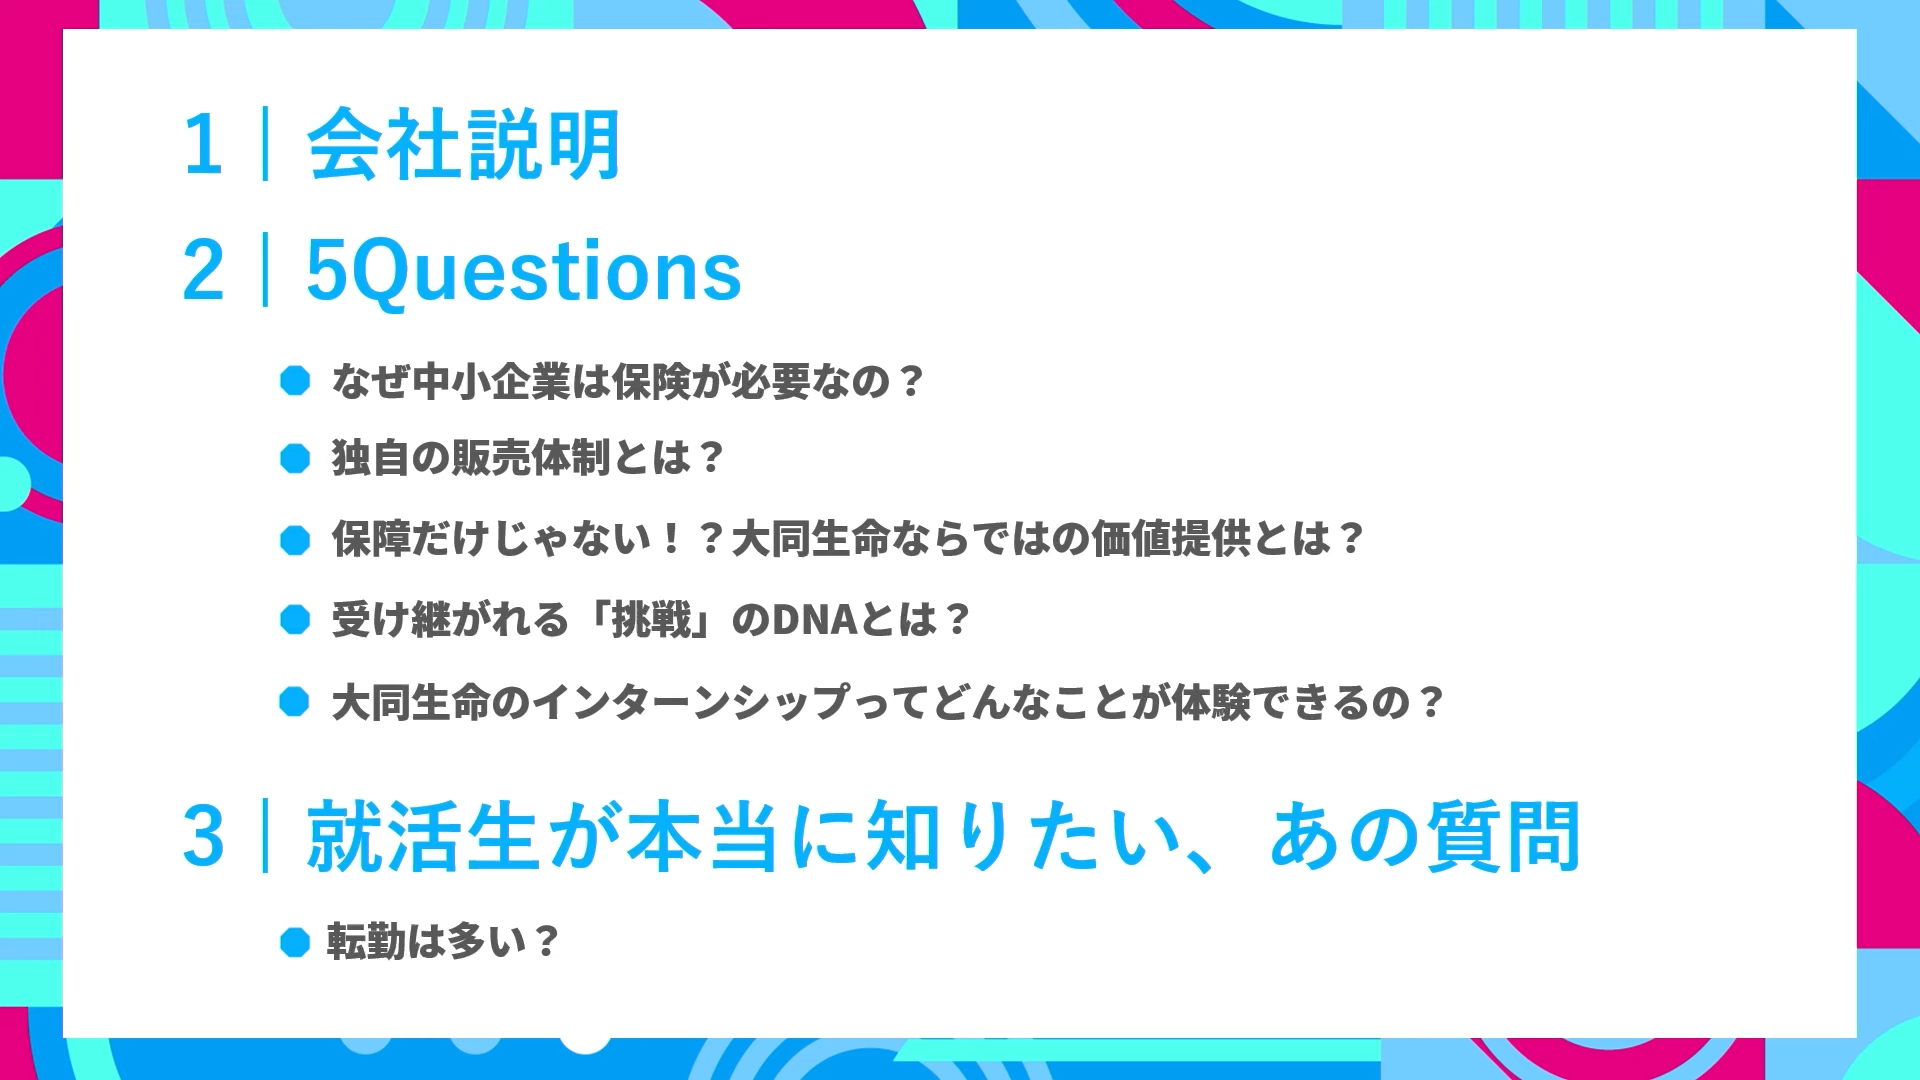 1｜会社説明
2｜5Questions
なぜ中小企業は保険が必要なの？
独自の販売体制とは？
保障だけじゃない！？大同生命ならではの価値提供とは？
受け継がれる「挑戦」のDNAとは？
大同生命のインターンシップってどんなことが体験できるの？
3｜就活生が本当に知りたい、あの質問
転勤は多い？